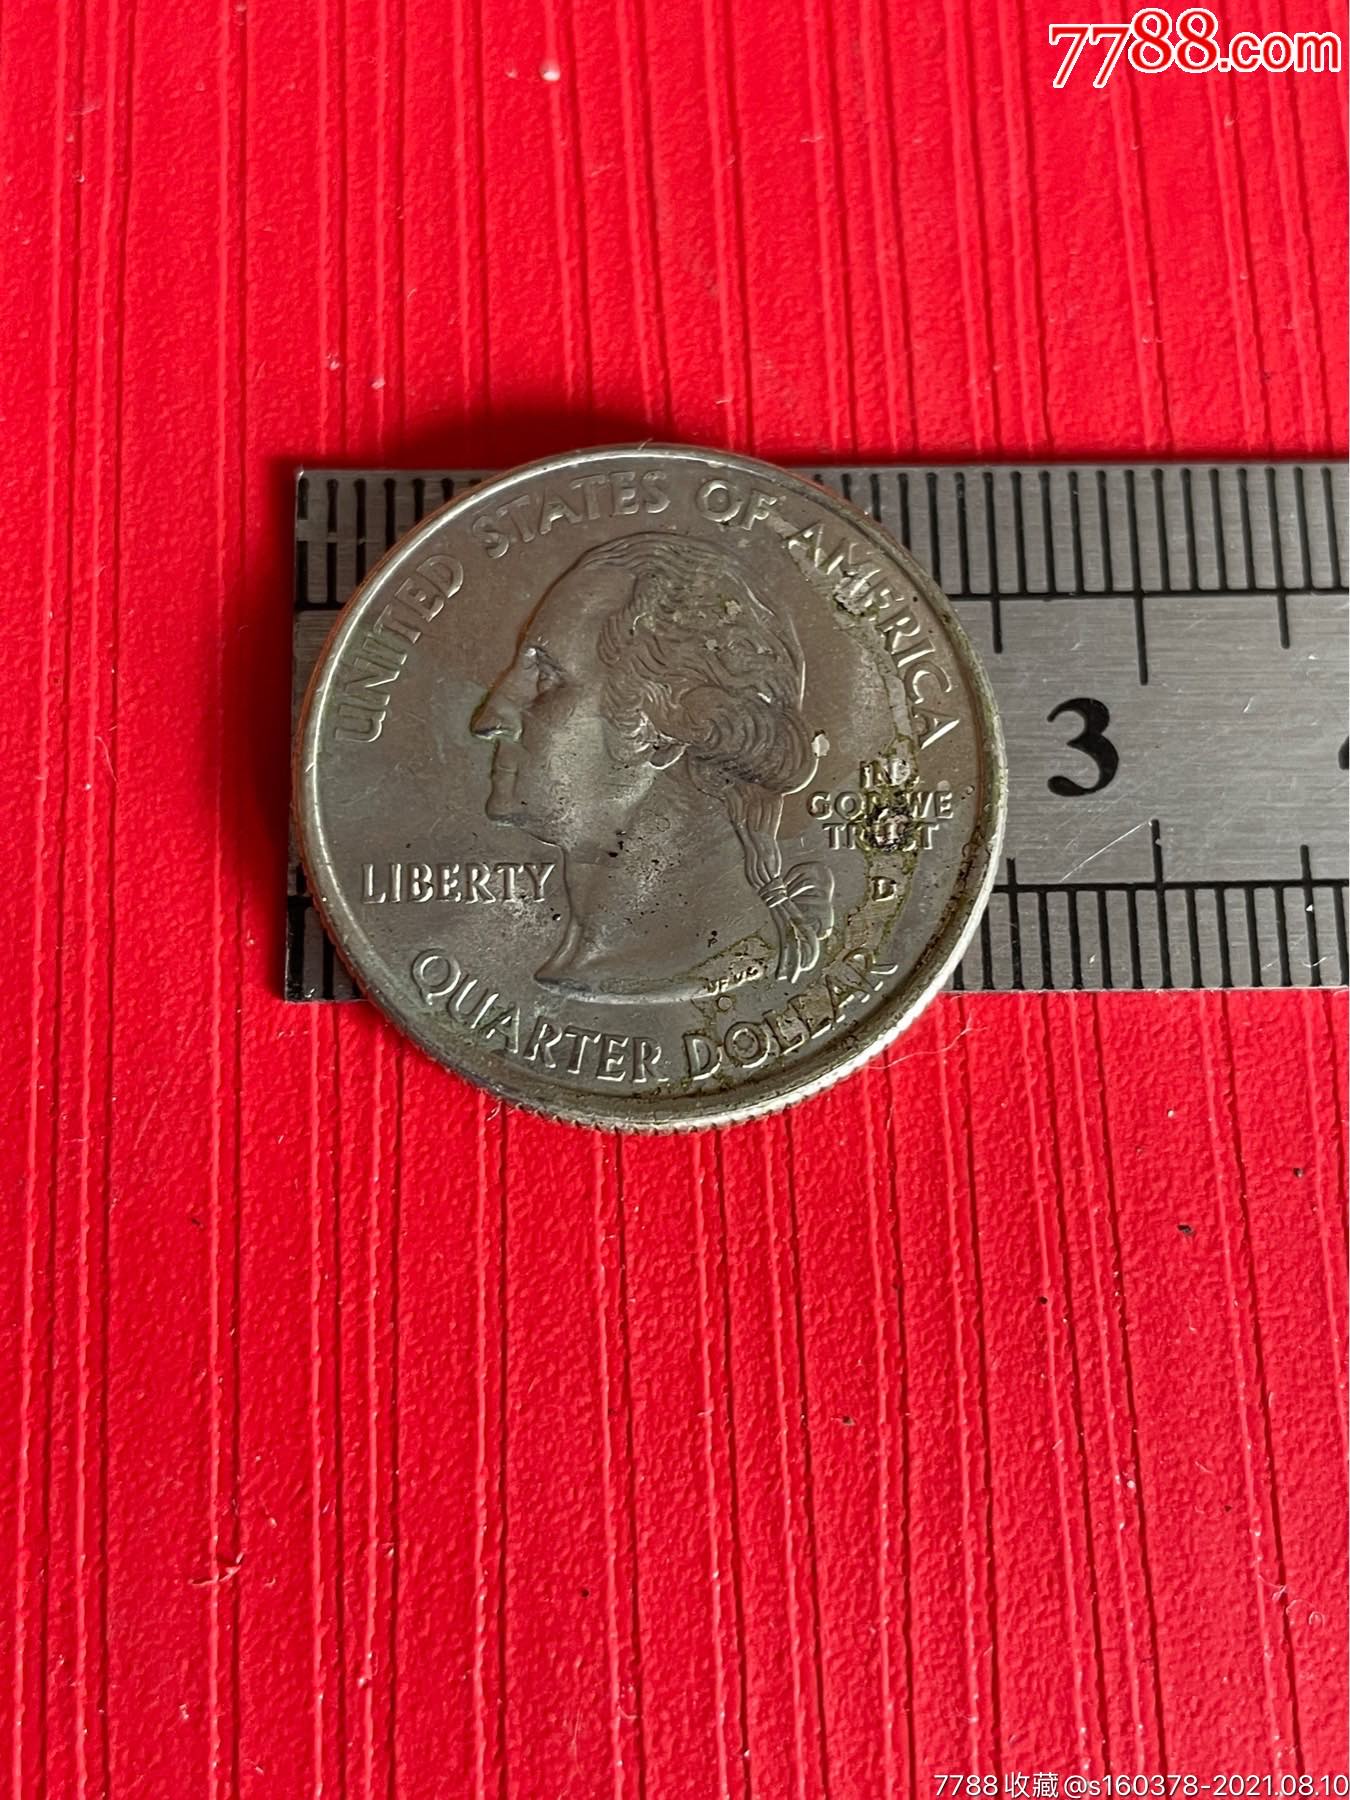 7788.com
UNITED STATES OF AMERICA
IN
GOD WE
TRUST
LIBERTY
D
QUARTER DOLLAR
3
7788收藏@s160378-2021.08.10